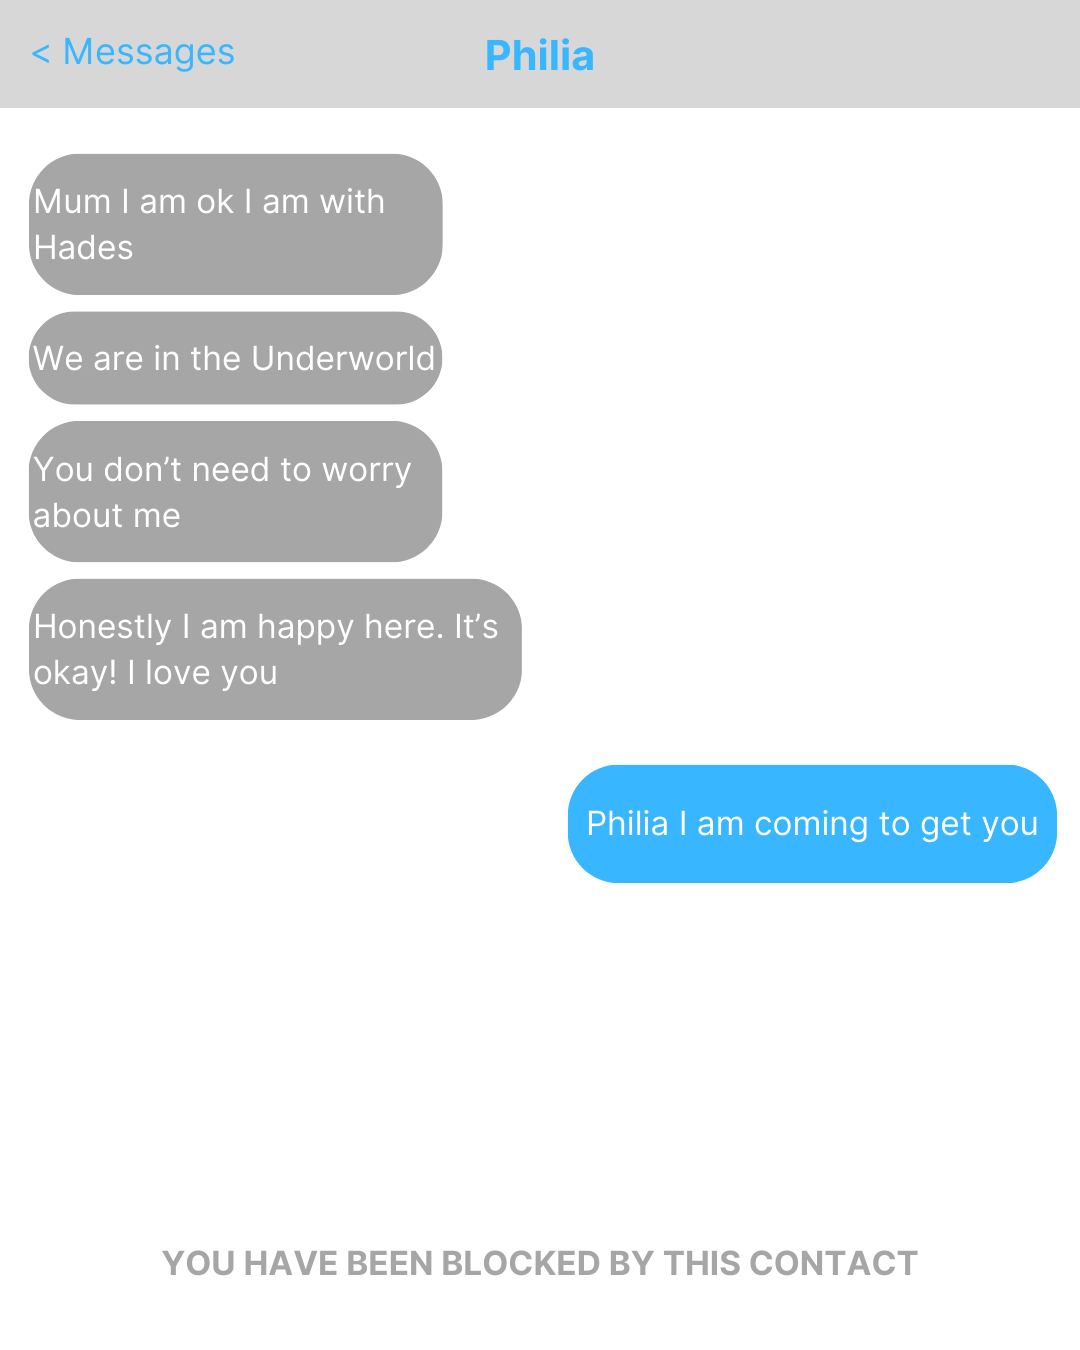 < Messages
Philia
Mum I am ok I am with
Hades
We are in the Underworld
You don’t need to worry
about me
Honestly I am happy here. It’s
okay! I love you
Philia I am coming to get you
YOU HAVE BEEN BLOCKED BY THIS CONTACT